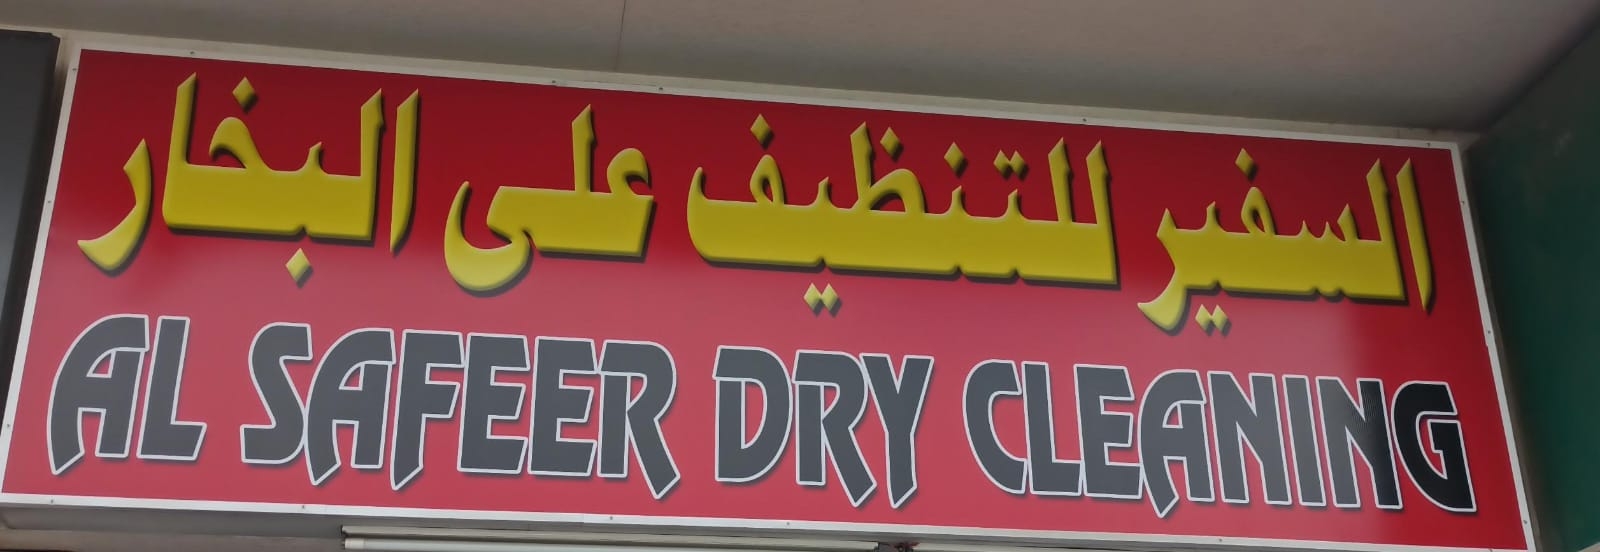 السفير للتنظيف على البخار
AL SAFEER DRY CLEANING